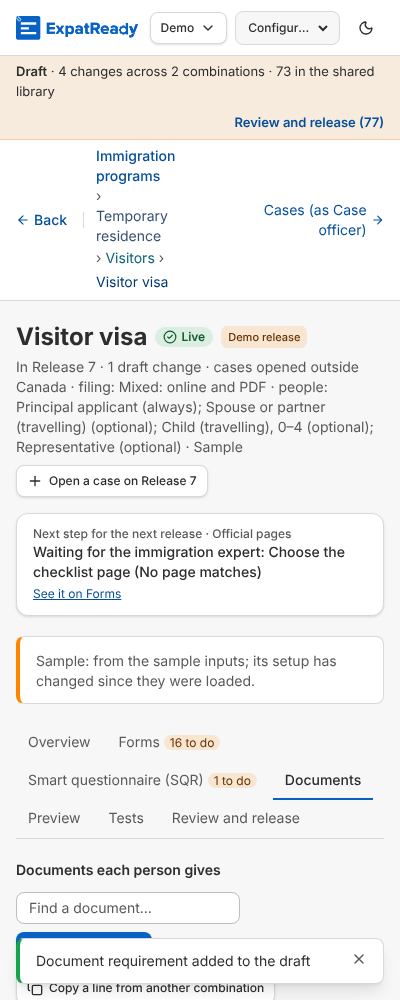 ExpatReady
Demo
Configur...
Draft · 4 changes across 2 combinations · 73 in the shared
library
Review and release (77)
Back
Immigration
programs
›
Temporary
residence
› Visitors ›
Visitor visa
Cases (as Case
officer)
Visitor visa
Live
Demo release
In Release 7 · 1 draft change · cases opened outside
Canada · filing: Mixed: online and PDF · people:
Principal applicant (always); Spouse or partner
(travelling) (optional); Child (travelling), 0–4 (optional);
Representative (optional) · Sample
Open a case on Release 7
Next step for the next release · Official pages
Waiting for the immigration expert: Choose the
checklist page (No page matches)
See it on Forms
Sample: from the sample inputs; its setup has
changed since they were loaded.
Overview
Forms 16 to do
Smart questionnaire (SQR) 1 to do
Documents
Preview
Tests
Review and release
Documents each person gives
Find a document...
Document requirement added to the draft
Copy a line from another combination